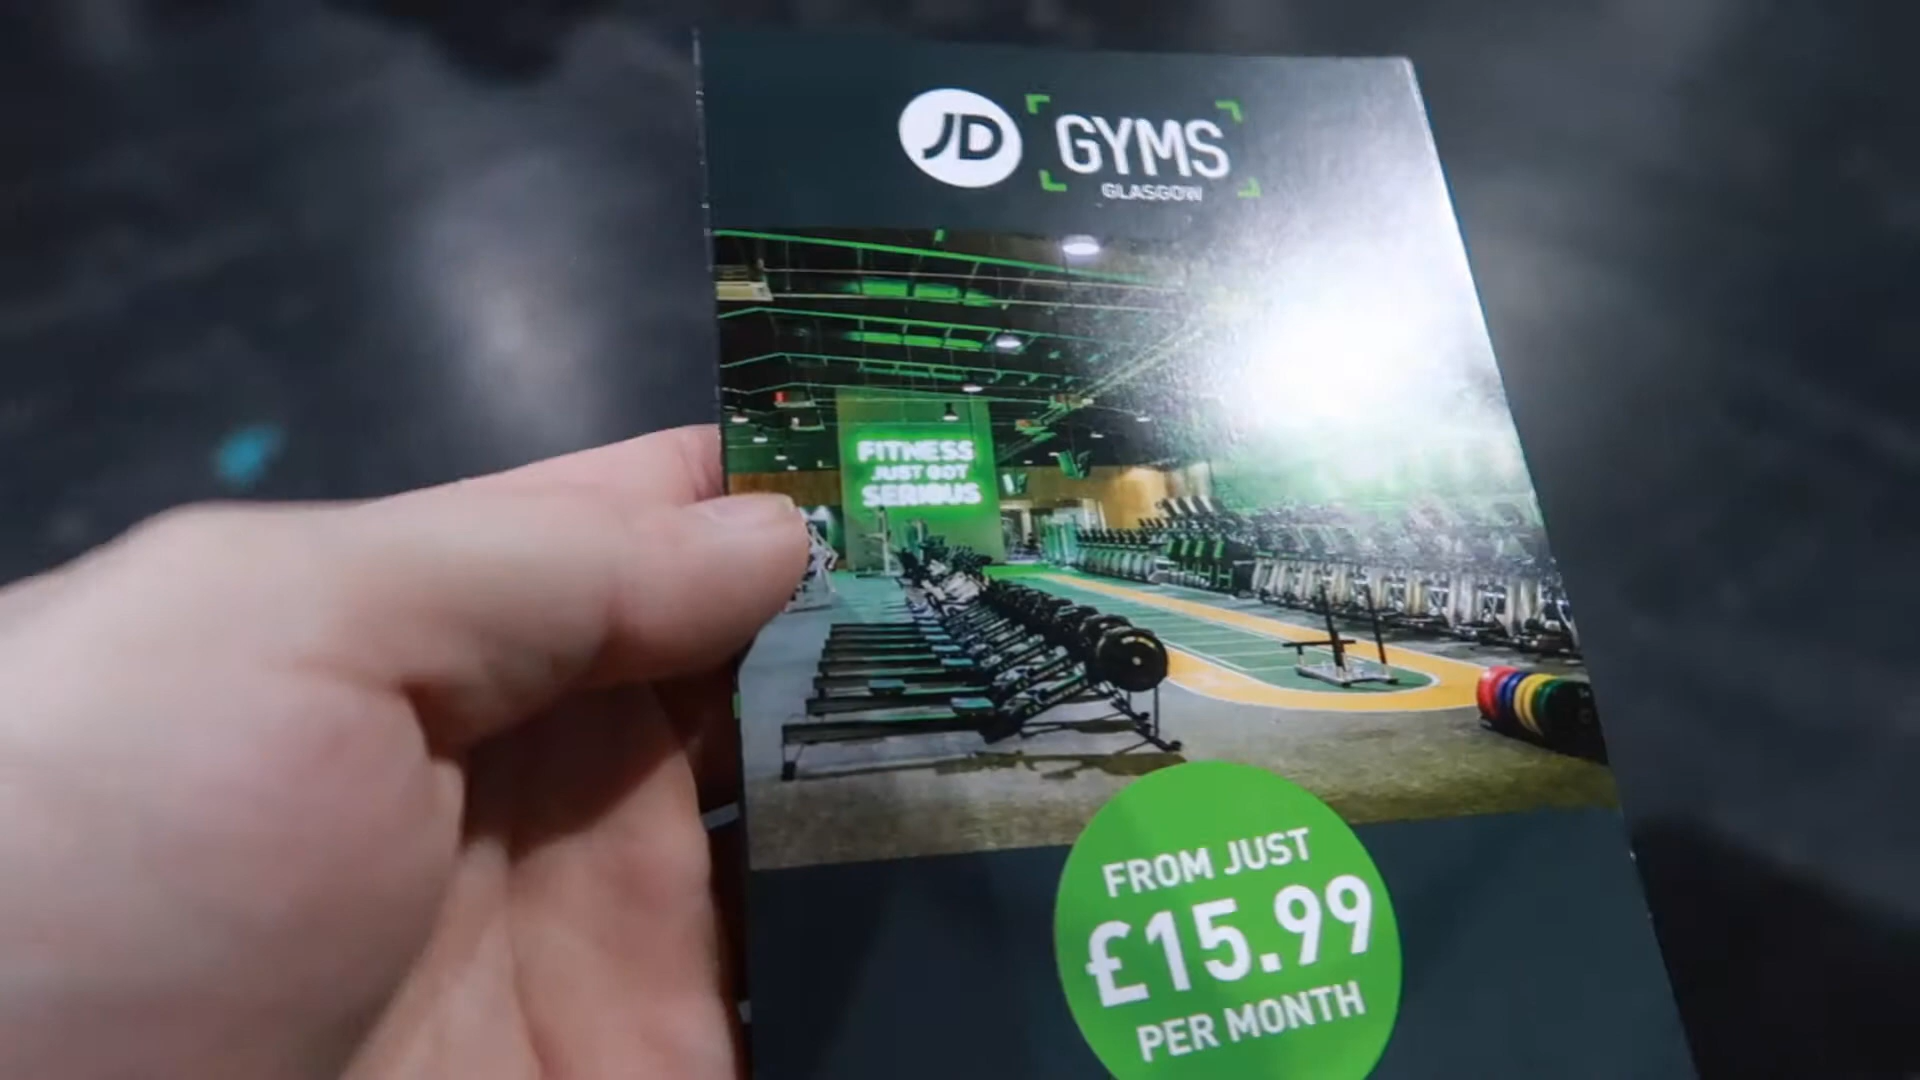 JD GYMS
GLASGOW
FITNESS
JUST GOT
SERIOUS
FROM JUST
£15.99
PER MONTH